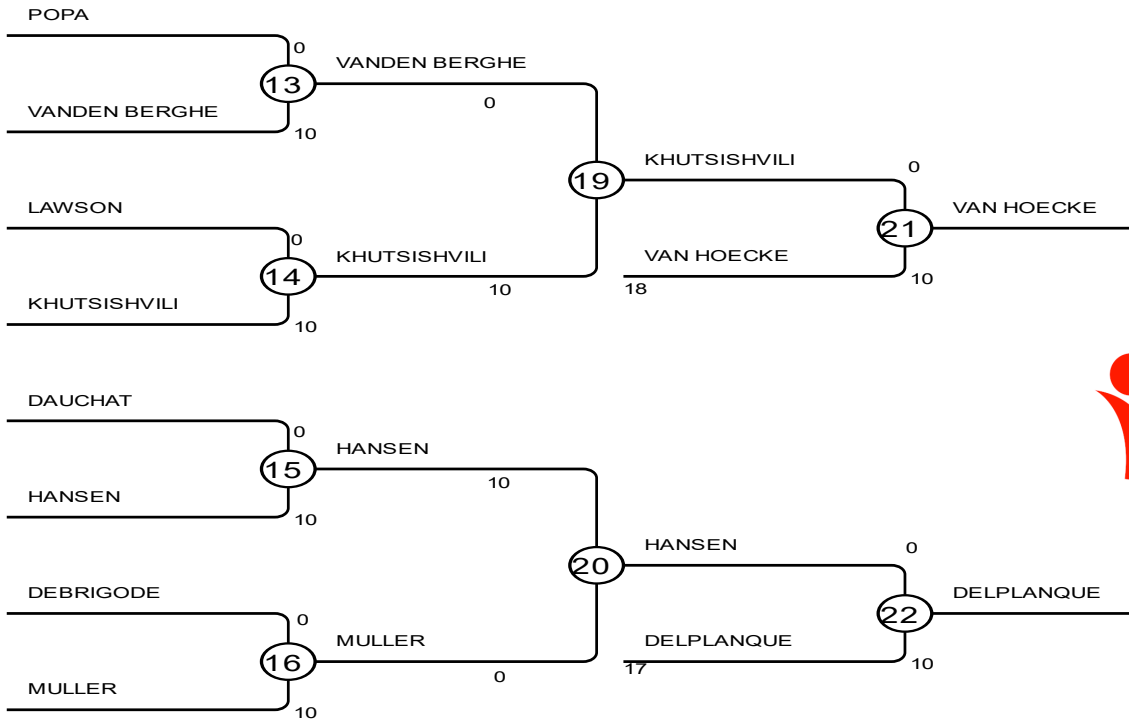 POPA
0
13
VANDEN BERGHE
0
VANDEN BERGHE
10
19
KHUTSISHVILI
0
LAWSON
0
14
KHUTSISHVILI
10
KHUTSISHVILI
10
VAN HOECKE
18
21
10
VAN HOECKE
DAUCHAT
0
15
HANSEN
10
HANSEN
10
20
HANSEN
0
DEBRIGODE
0
16
MULLER
0
MULLER
10
DELPLANQUE
17
22
10
DELPLANQUE